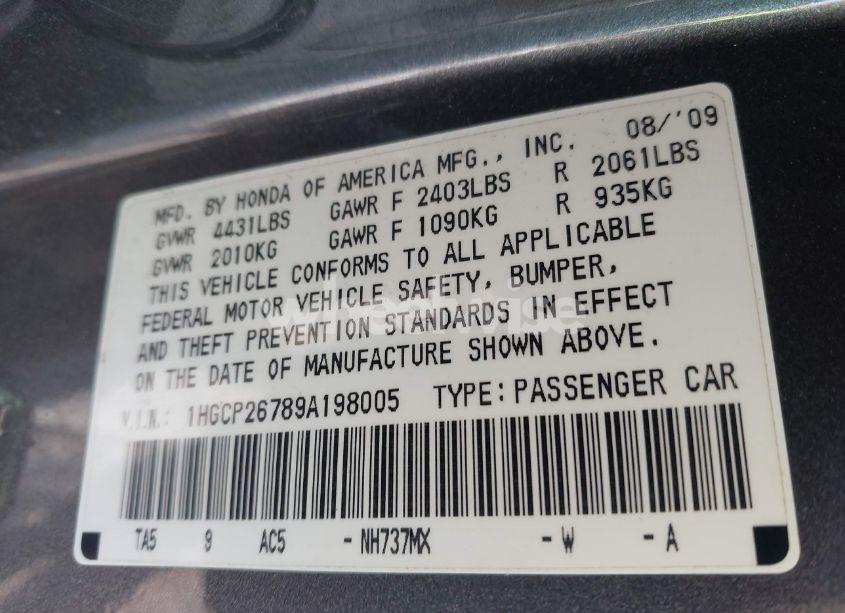 MFD. BY HONDA OF AMERICA MFG., INC. 08/'09
GVWR 4431LBS GAWR F 2403LBS R 2061LBS
GVWR 2010KG GAWR F 1090KG R 935KG
THIS VEHICLE CONFORMS TO ALL APPLICABLE
FEDERAL MOTOR VEHICLE SAFETY, BUMPER,
AND THEFT PREVENTION STANDARDS IN EFFECT
ON THE DATE OF MANUFACTURE SHOWN ABOVE.
V.I.N.: 1HGCP26789A198005 TYPE: PASSENGER CAR
TA5 9 AC5 - NH737MX - W - A